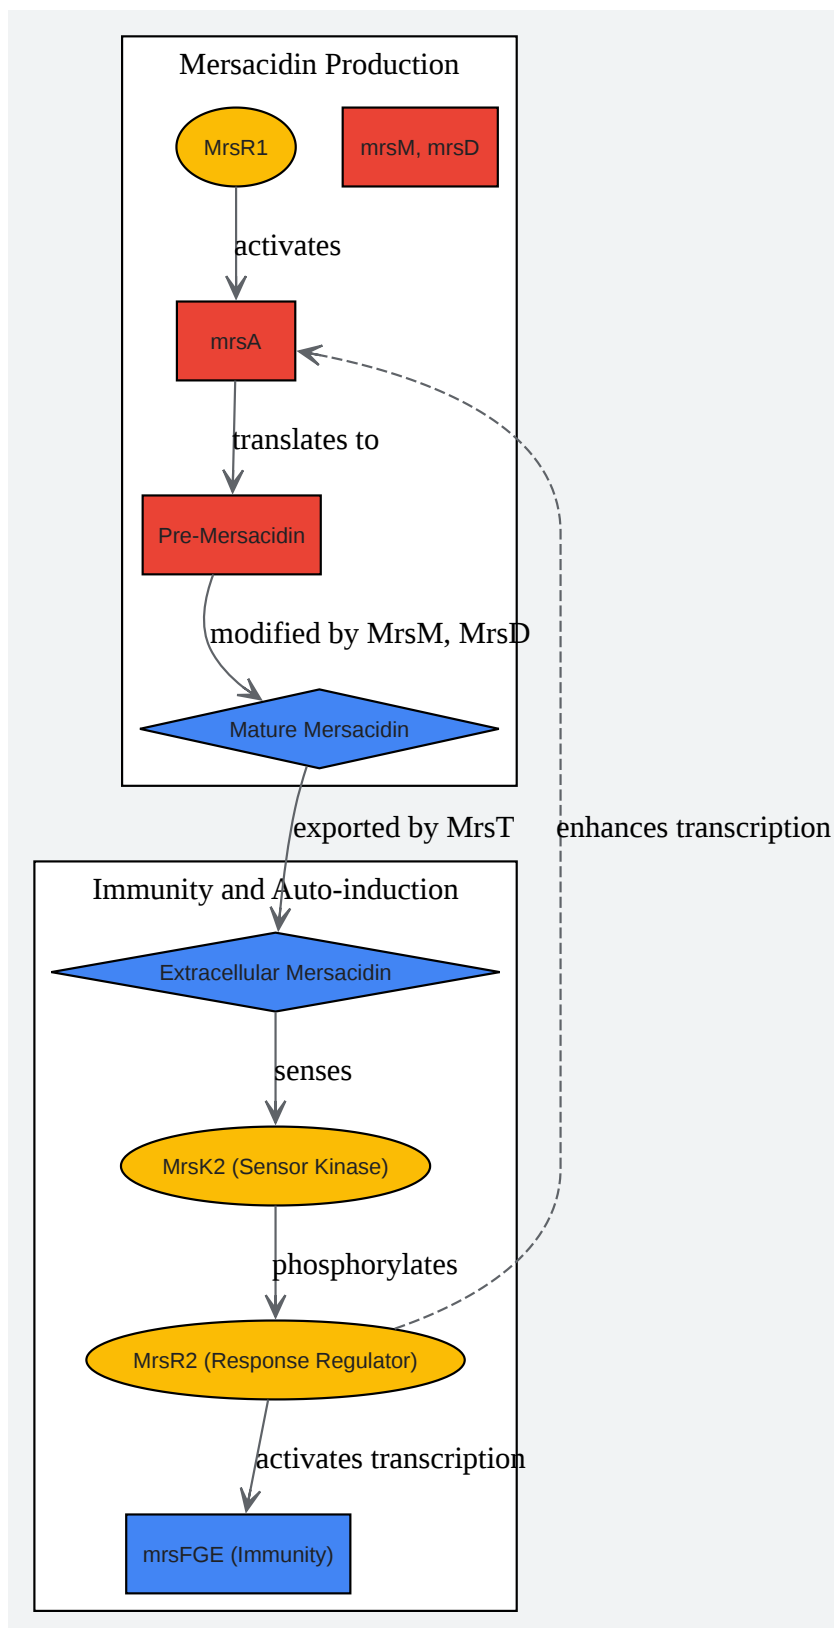 Mersacidin Production
MrsR1
mrsM, mrsD
activates
mrsA
translates to
Pre-Mersacidin
modified by MrsM, MrsD
Mature Mersacidin
exported by MrsT
enhances transcription
Immunity and Auto-induction
Extracellular Mersacidin
senses
MrsK2 (Sensor Kinase)
phosphorylates
MrsR2 (Response Regulator)
activates transcription
mrsFGE (Immunity)